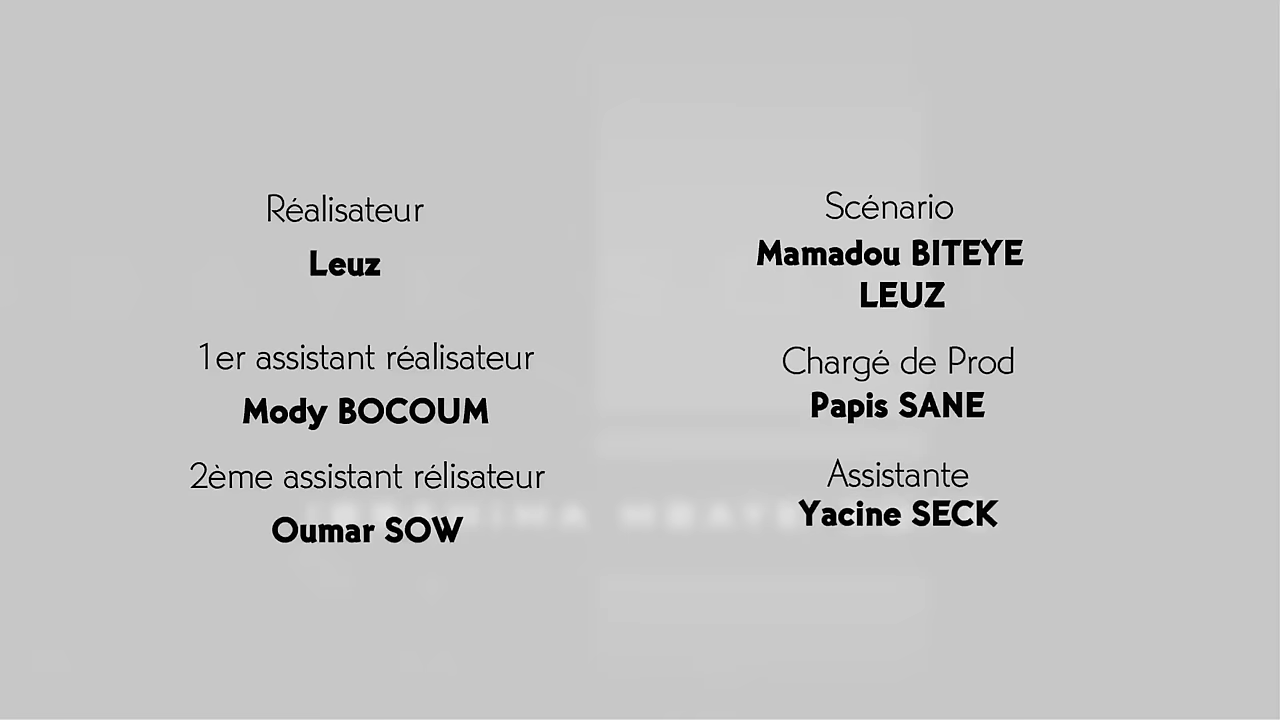 Réalisateur
Leuz
1er assistant réalisateur
Mody BOCOUM
2ème assistant rélisateur
Oumar SOW
Scénario
Mamadou BITEYE
LEUZ
Chargé de Prod
Papis SANE
Assistante
Yacine SECK